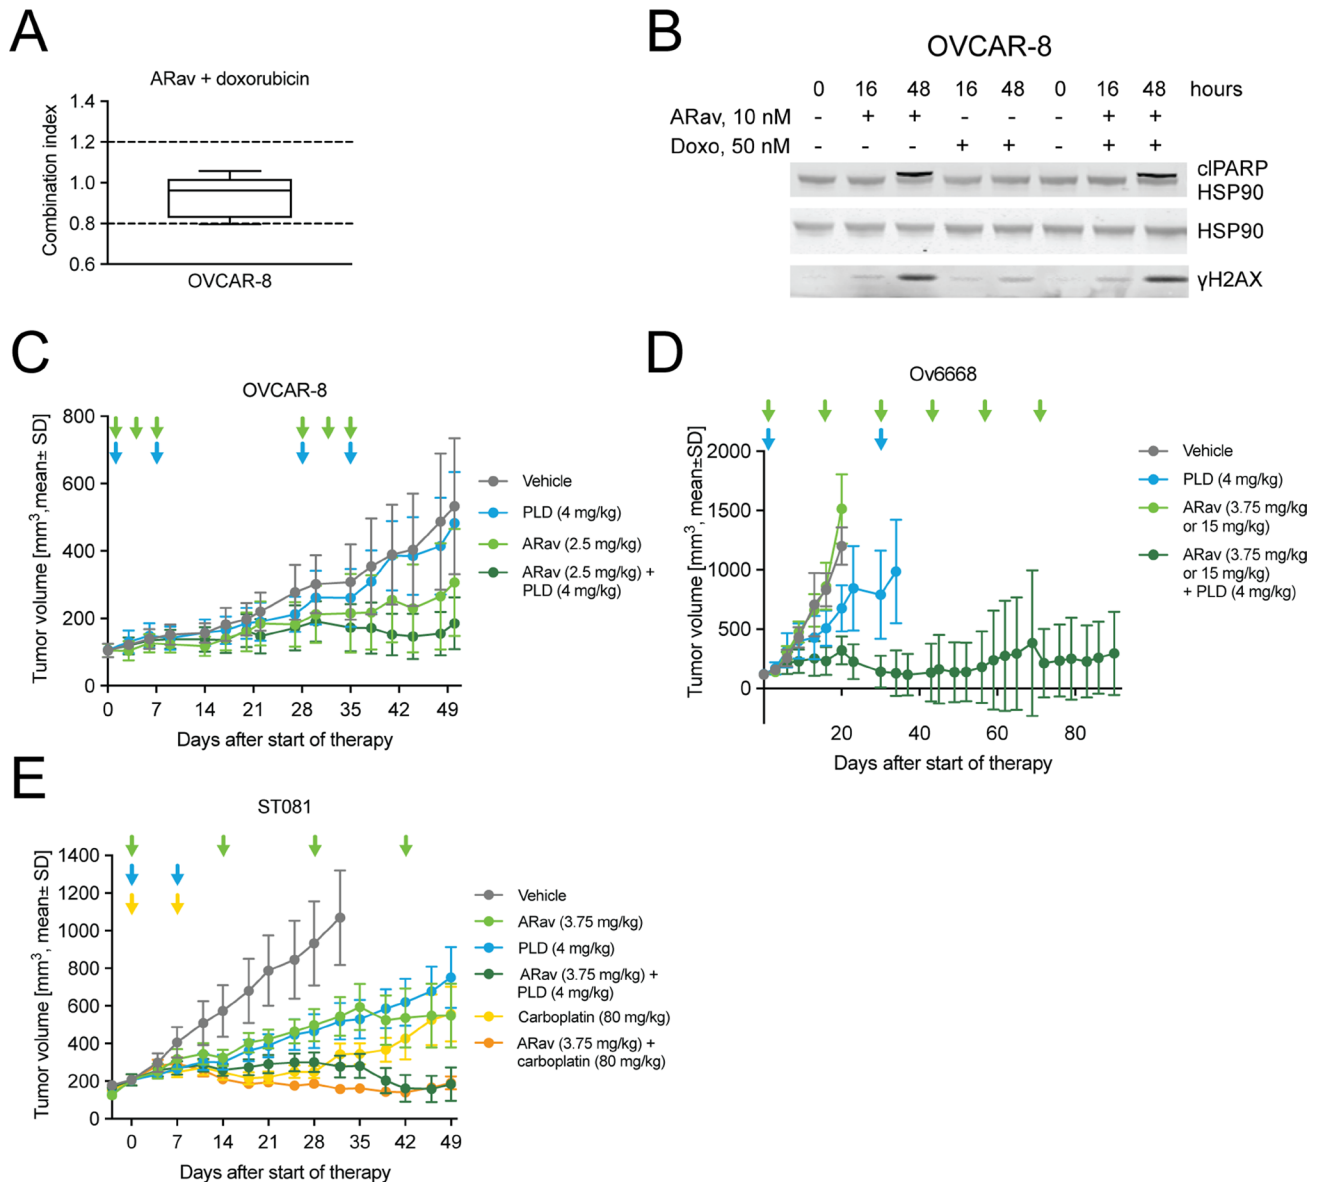 A
ARav + doxorubicin
Combination index
1.4
1.2
1.0
0.8
0.6
OVCAR-8
B
OVCAR-8
0 16 48 16 48 0 16 48 hours
ARav, 10 nM - + + - - - + +
Doxo, 50 nM - - - + + - + +
clPARP
HSP90
HSP90
γH2AX
C
OVCAR-8
Tumor volume [mm3,mean± SD]
800
600
400
200
0
0 7 14 21 28 35 42 49
Days after start of therapy
Vehicle
PLD (4 mg/kg)
ARav (2.5 mg/kg)
ARav (2.5 mg/kg) +
PLD (4 mg/kg)
D
Ov6668
Tumor volume [mm3, mean±SD]
2000
1500
1000
500
0
20 40 60 80
Days after start of therapy
Vehicle
PLD (4 mg/kg)
ARav (3.75 mg/kg
or 15 mg/kg)
ARav (3.75 mg/kg
or 15 mg/kg)
+ PLD (4 mg/kg)
E
ST081
Tumor volume [mm3, mean± SD]
1400
1200
1000
800
600
400
200
0
0 7 14 21 28 35 42 49
Days after start of therapy
Vehicle
ARav (3.75 mg/kg)
PLD (4 mg/kg)
ARav (3.75 mg/kg) +
PLD (4 mg/kg)
Carboplatin (80 mg/kg)
ARav (3.75 mg/kg) +
carboplatin (80 mg/kg)